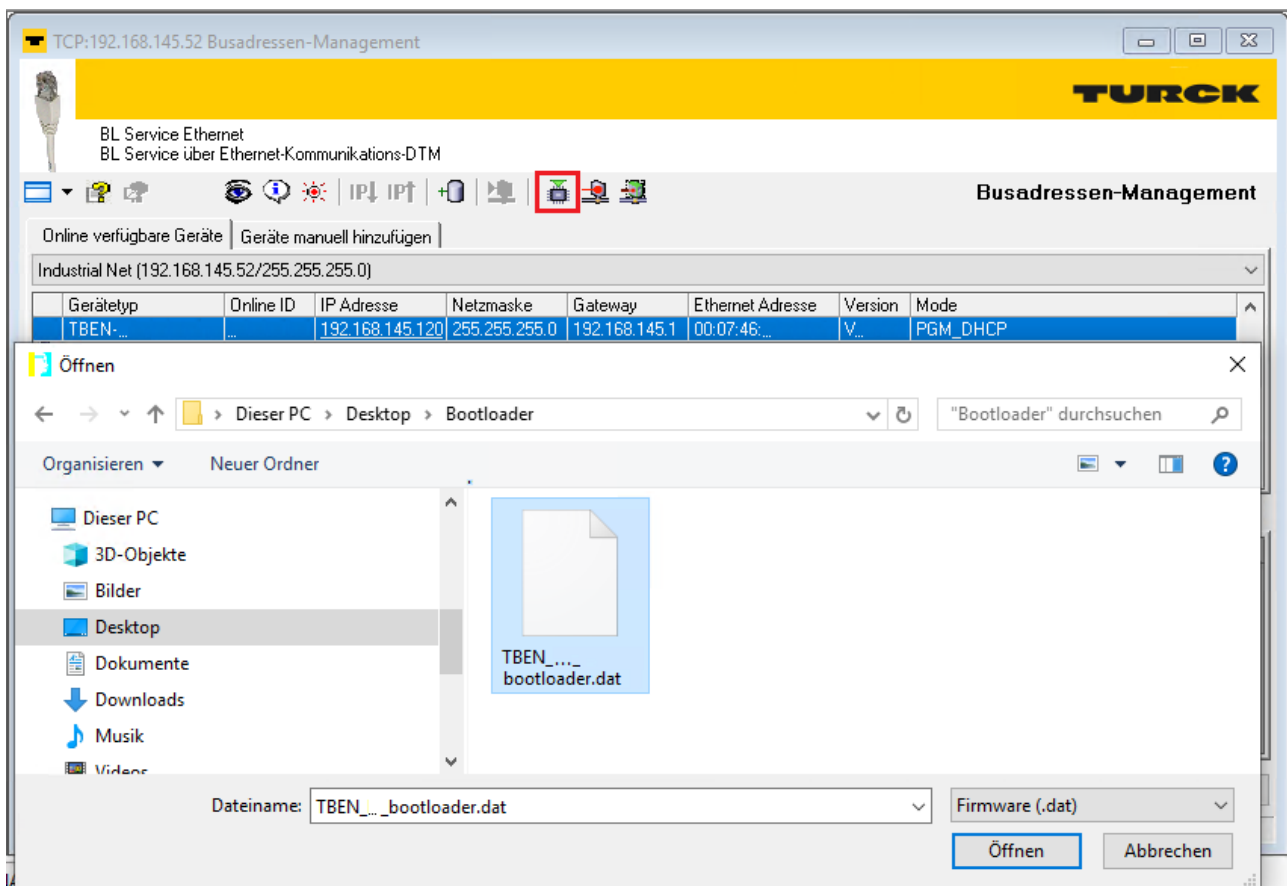 TCP:192.168.145.52 Busadressen-Management
TURCK
BL Service Ethernet
BL Service über Ethernet-Kommunikations-DTM
IP↓ IP↑
Busadressen-Management
Online verfügbare Geräte Geräte manuell hinzufügen
Industrial Net (192.168.145.52/255.255.255.0)
Gerätetyp Online ID IP Adresse Netzmaske Gateway Ethernet Adresse Version Mode
TBEN-... ... 192.168.145.120 255.255.255.0 192.168.145.1 00:07:46:... V... PGM_DHCP
Öffnen
Dieser PC > Desktop > Bootloader
"Bootloader" durchsuchen
Organisieren Neuer Ordner
Dieser PC
3D-Objekte
Bilder
Desktop
Dokumente
Downloads
Musik
Videos
TBEN_..._
bootloader.dat
Dateiname: TBEN_... _bootloader.dat
Firmware (.dat)
Öffnen Abbrechen